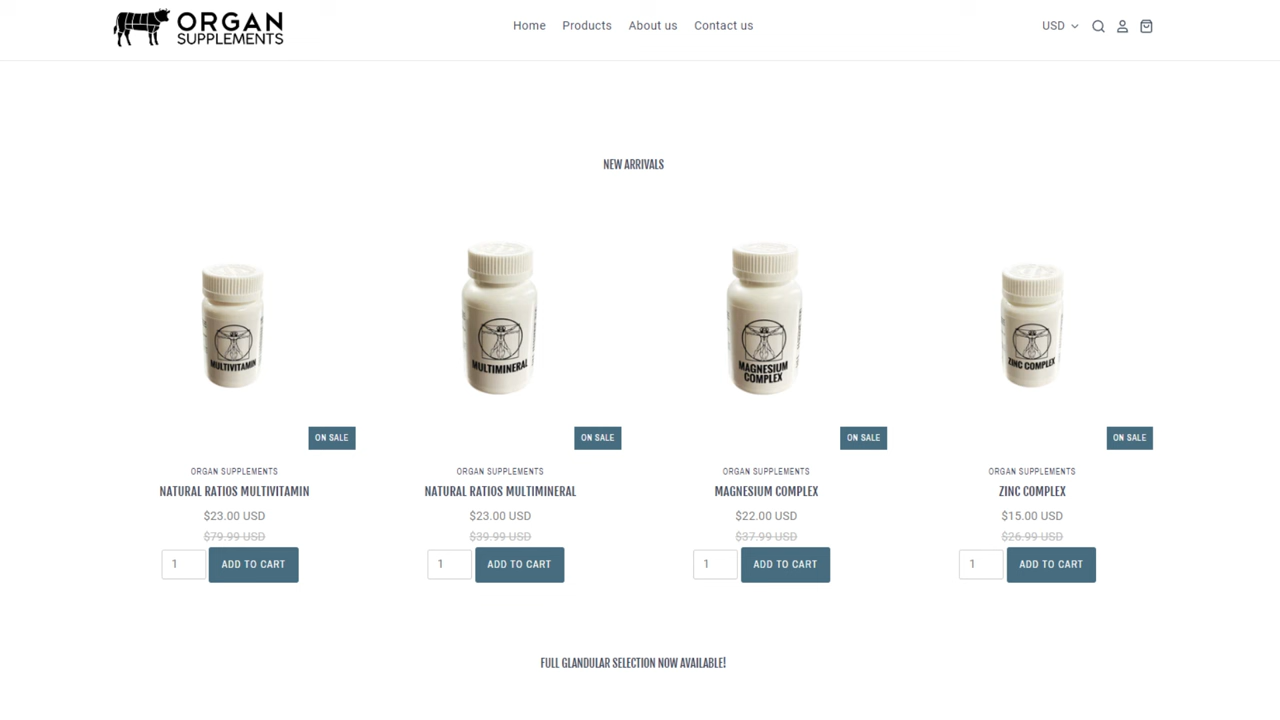 ORGAN
SUPPLEMENTS
Home Products About us Contact us
USD
NEW ARRIVALS
MULTIVITAMIN
MULTIMINERAL
MAGNESIUM
COMPLEX
ZINC COMPLEX
ON SALE ON SALE ON SALE ON SALE
ORGAN SUPPLEMENTS ORGAN SUPPLEMENTS ORGAN SUPPLEMENTS ORGAN SUPPLEMENTS
NATURAL RATIOS MULTIVITAMIN NATURAL RATIOS MULTIMINERAL MAGNESIUM COMPLEX ZINC COMPLEX
$23.00 USD $23.00 USD $22.00 USD $15.00 USD
$79.99 USD $39.99 USD $37.99 USD $26.99 USD
1 ADD TO CART 1 ADD TO CART 1 ADD TO CART 1 ADD TO CART
FULL GLANDULAR SELECTION NOW AVAILABLE!